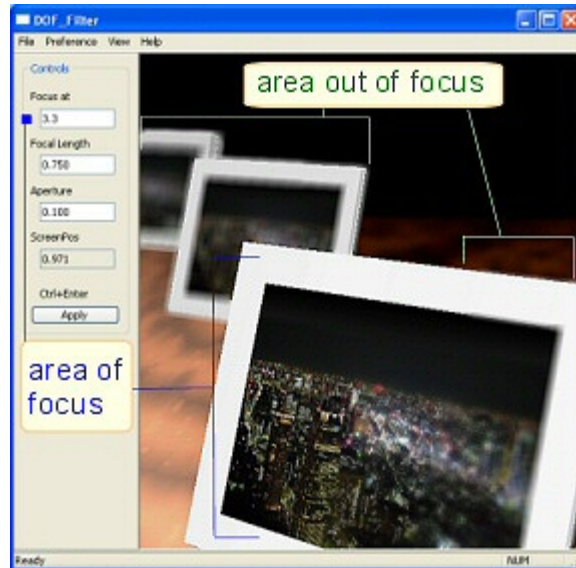 DOF_Filter
File Preference View Help
Controls
Focus at
3.3
Focal Length
0.750
Aperture
0.100
ScreenPos
0.971
Ctrl+Enter
Apply
area out of focus
area of
focus
Ready
NUM